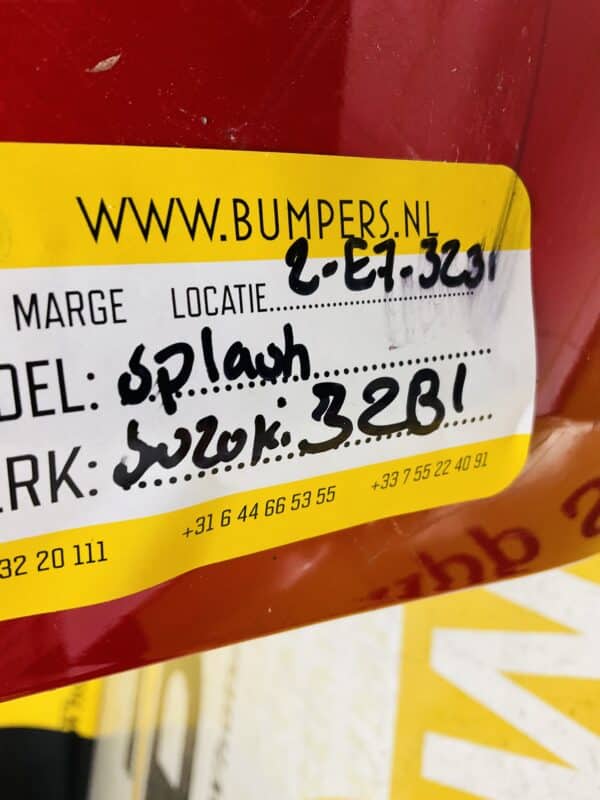 WWW.BUMPERS.NL
MARGE LOCATIE 2-E7-3231
DEL: Splash
ERK: Suzuki 32B1
32 20 111 +31 6 44 66 53 55 +33 7 55 22 40 91